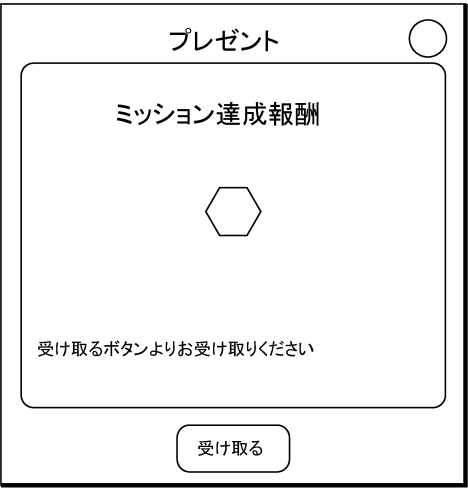 プレゼント
ミッション達成報酬
受け取るボタンよりお受け取りください
受け取る